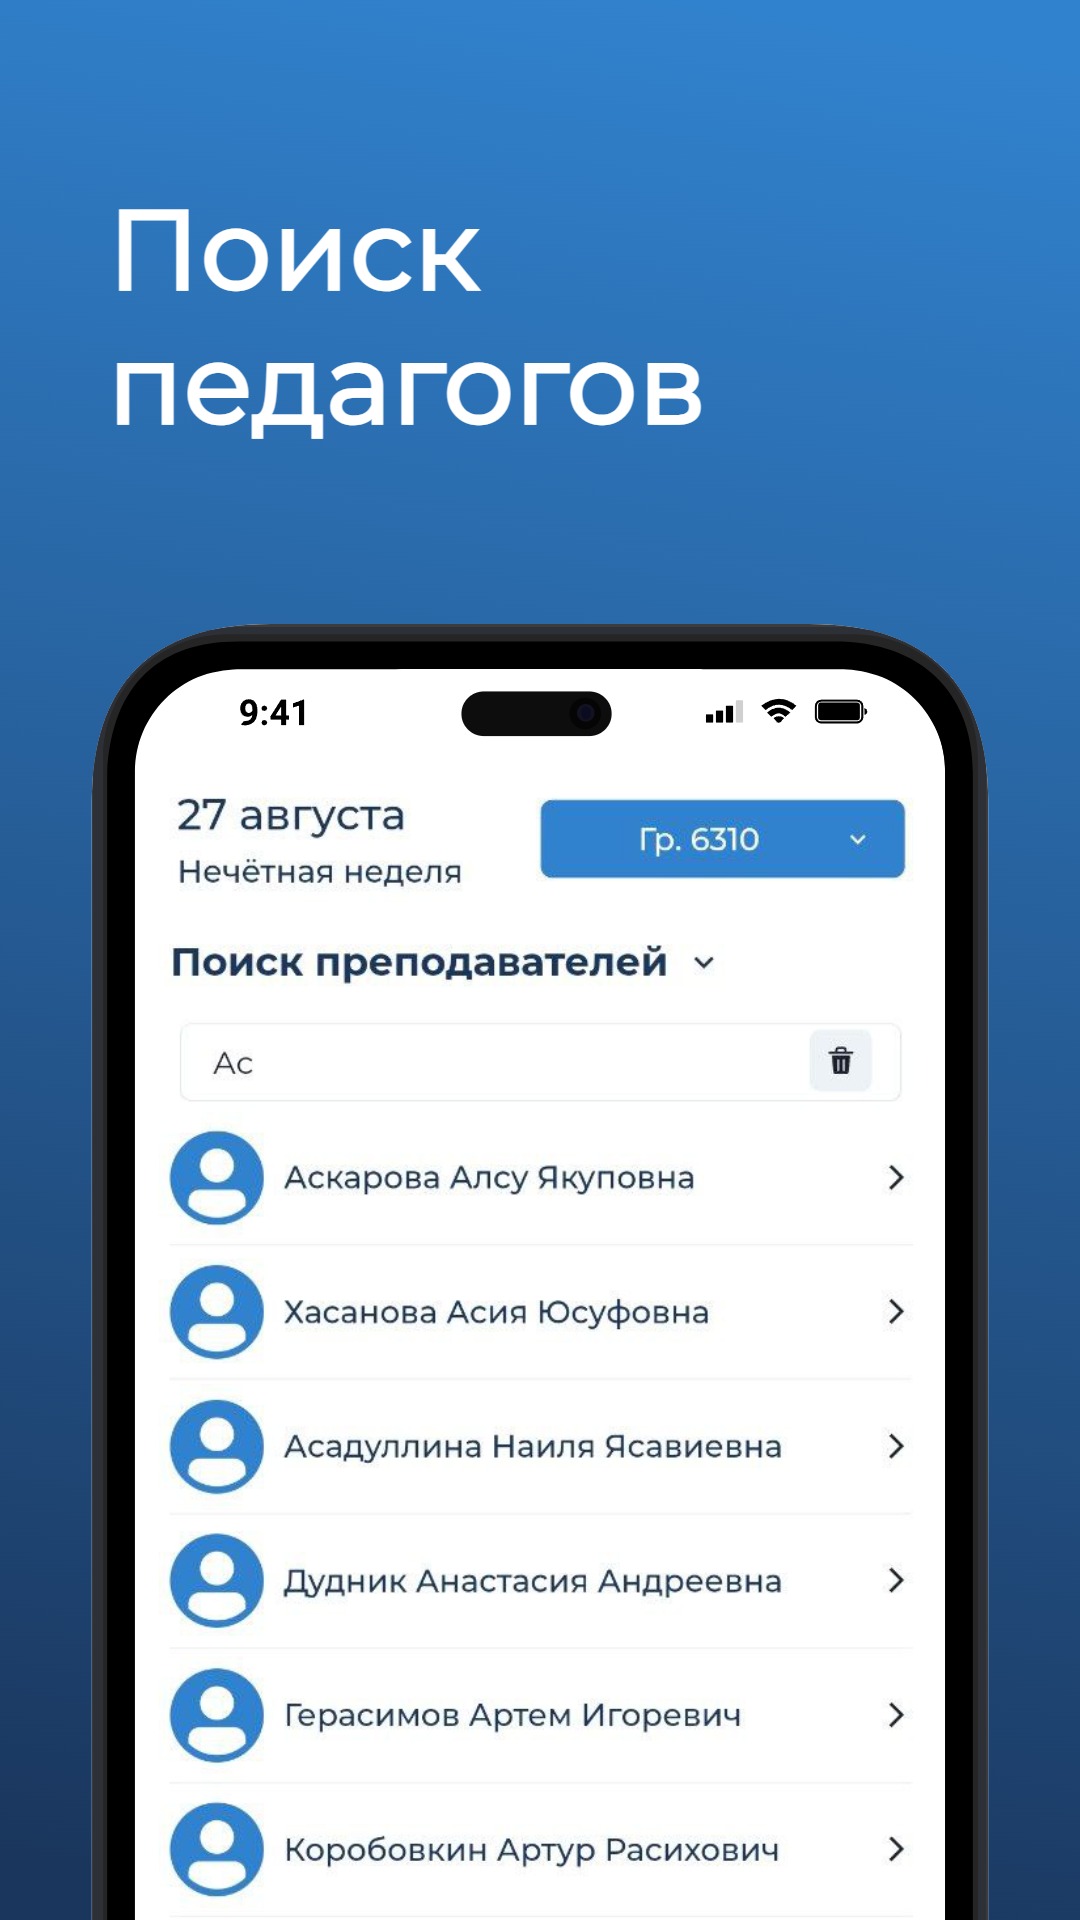 Поиск
педагогов
9:41
27 августа
Гр. 6310
Нечётная неделя
Поиск преподавателей
Ас
Аскарова Алсу Якуповна
Хасанова Асия Юсуфовна
Асадуллина Наиля Ясавиевна
Дудник Анастасия Андреевна
Герасимов Артем Игоревич
Коробовкин Артур Расихович